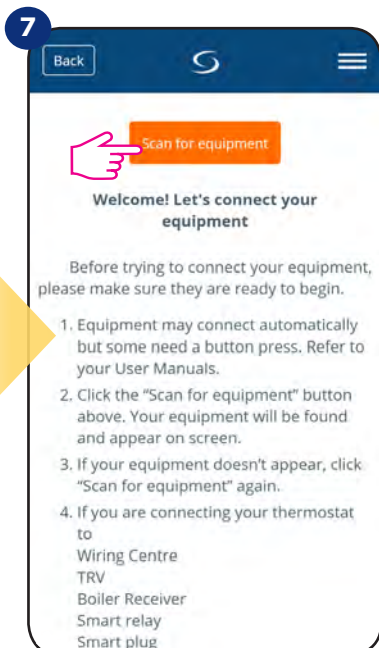 7
Back
Scan for equipment
Welcome! Let's connect your
equipment
Before trying to connect your equipment,
please make sure they are ready to begin.
1. Equipment may connect automatically
but some need a button press. Refer to
your User Manuals.
2. Click the “Scan for equipment” button
above. Your equipment will be found
and appear on screen.
3. If your equipment doesn’t appear, click
“Scan for equipment” again.
4. If you are connecting your thermostat
to
Wiring Centre
TRV
Boiler Receiver
Smart relay
Smart plug